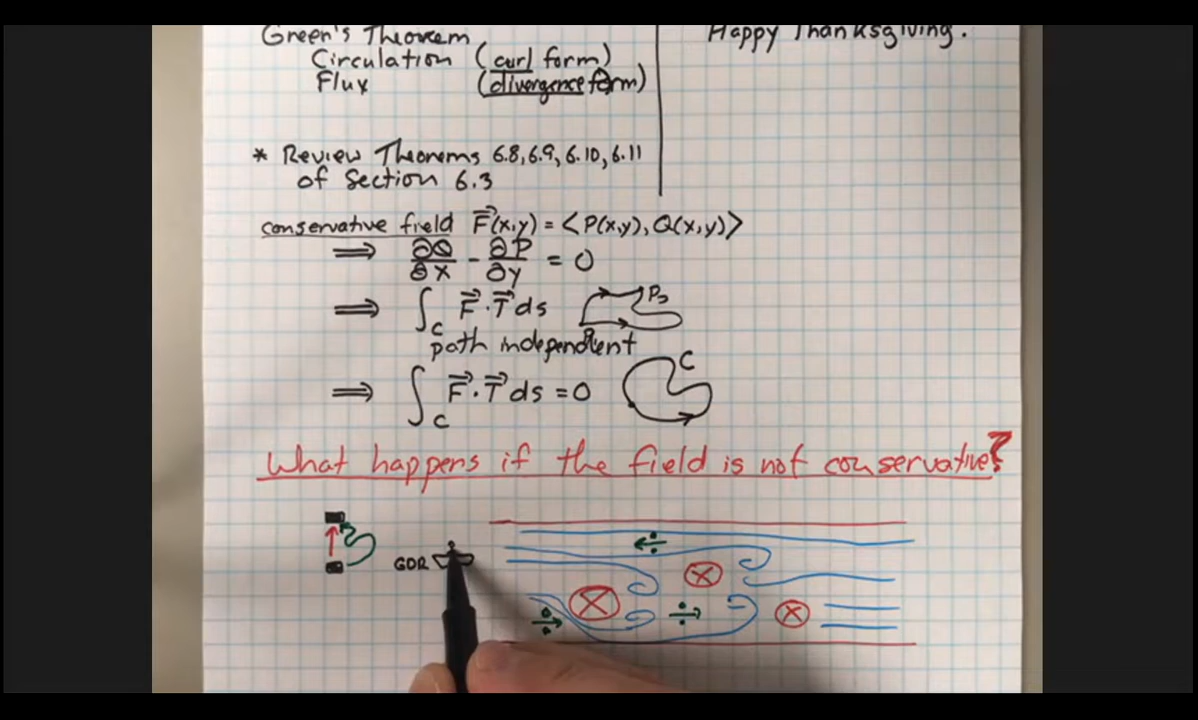 Green's Theorem
Circulation (curl form)
Flux (divergence form)
Happy Thanksgiving.
* Review Theorems 6.8, 6.9, 6.10, 6.11
of Section 6.3
conservative field F⃗(x,y) = <P(x,y), Q(x,y)>
⟹ ∂Q/∂x - ∂P/∂y = 0
⟹ ∫_C F⃗·T⃗ ds
path independent
⟹ ∫_C F⃗·T⃗ ds = 0
C
What happens if the field is not conservative?